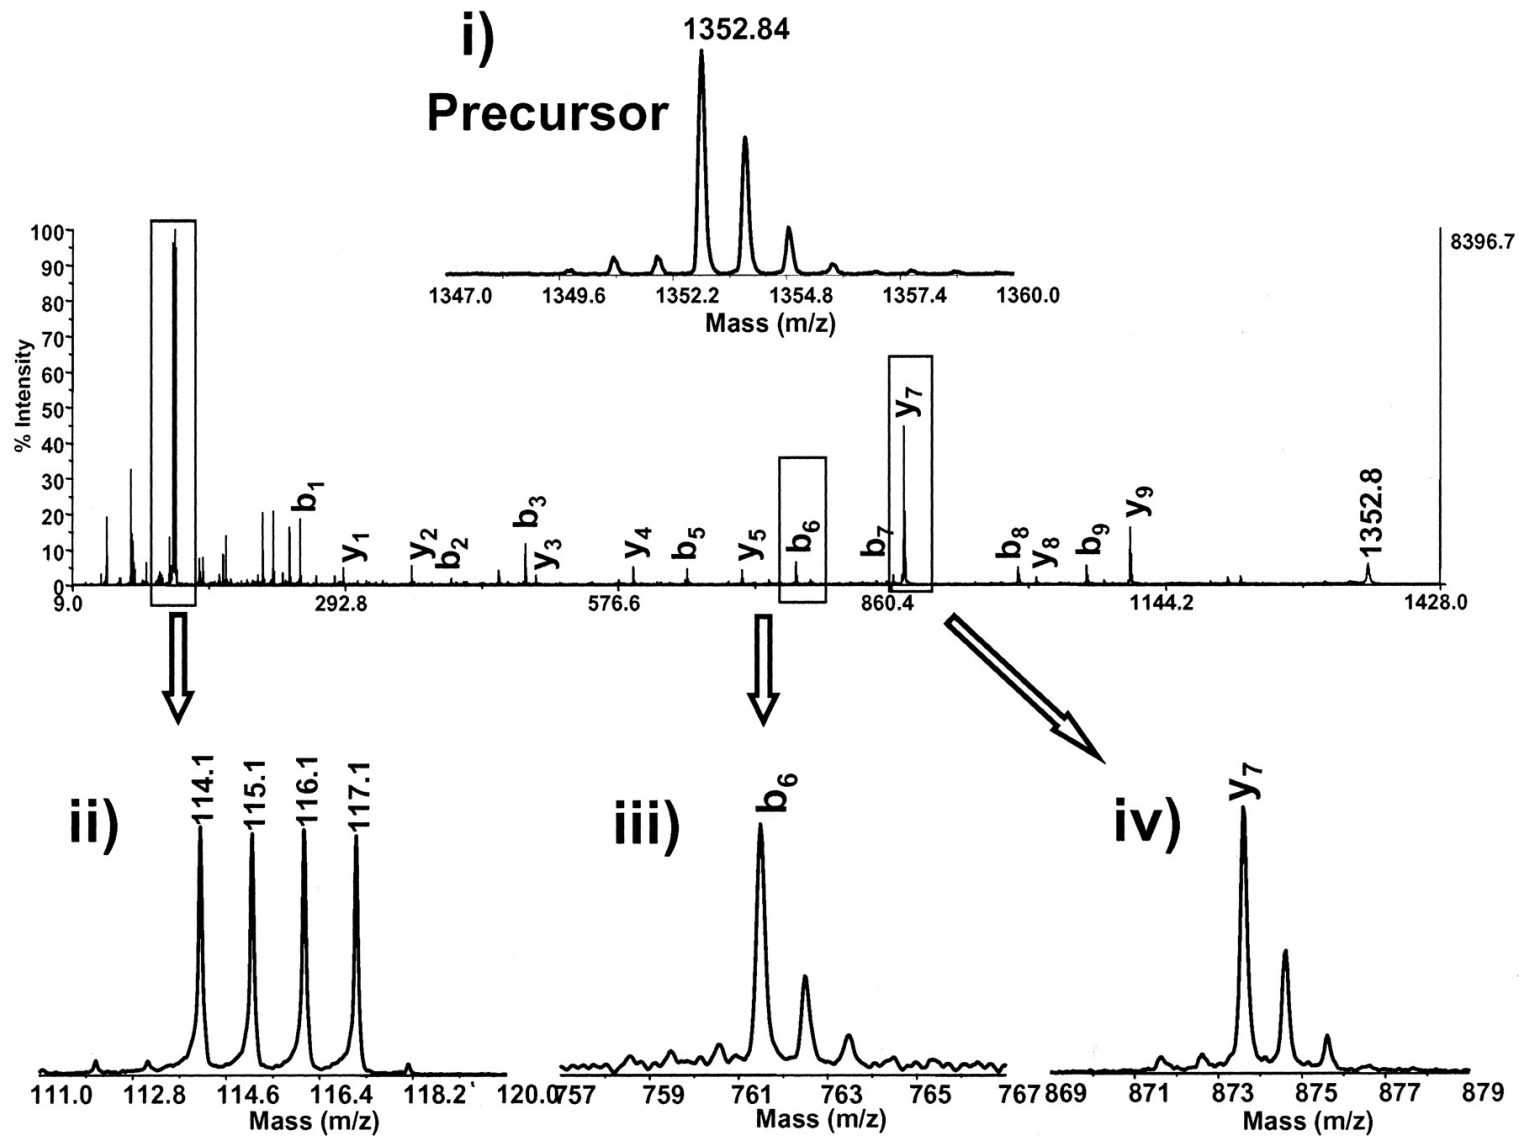 i)
1352.84
Precursor
1347.0 1349.6 1352.2 1354.8 1357.4 1360.0
Mass (m/z)
100
90
80
70
60
50
40
30
20
10
0
% Intensity
8396.7
b1
y1
y2
b2
b3
y3
y4
b5
y5
b6
b7
y7
b8
y8
b9
y9
1352.8
9.0 292.8 576.6 860.4 1144.2 1428.0
ii)
114.1
115.1
116.1
117.1
111.0 112.8 114.6 116.4 118.2 120.0
Mass (m/z)
iii)
b6
757 759 761 763 765 767
Mass (m/z)
iv)
y7
869 871 873 875 877 879
Mass (m/z)